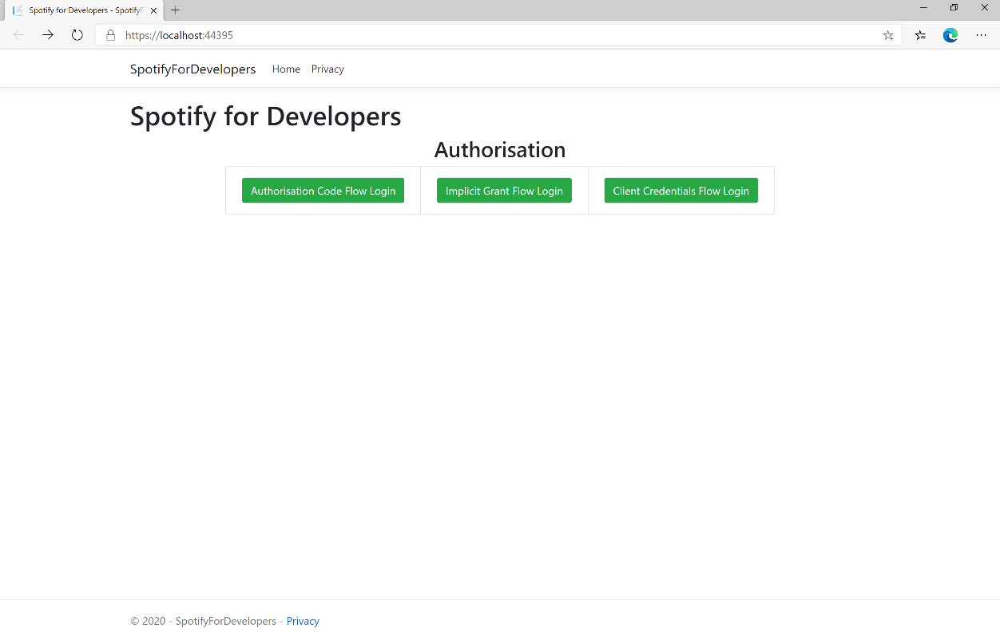 Spotify for Developers - SpotifyF
https://localhost:44395
SpotifyForDevelopers Home Privacy
Spotify for Developers
Authorisation
Authorisation Code Flow Login Implicit Grant Flow Login Client Credentials Flow Login
© 2020 - SpotifyForDevelopers - Privacy